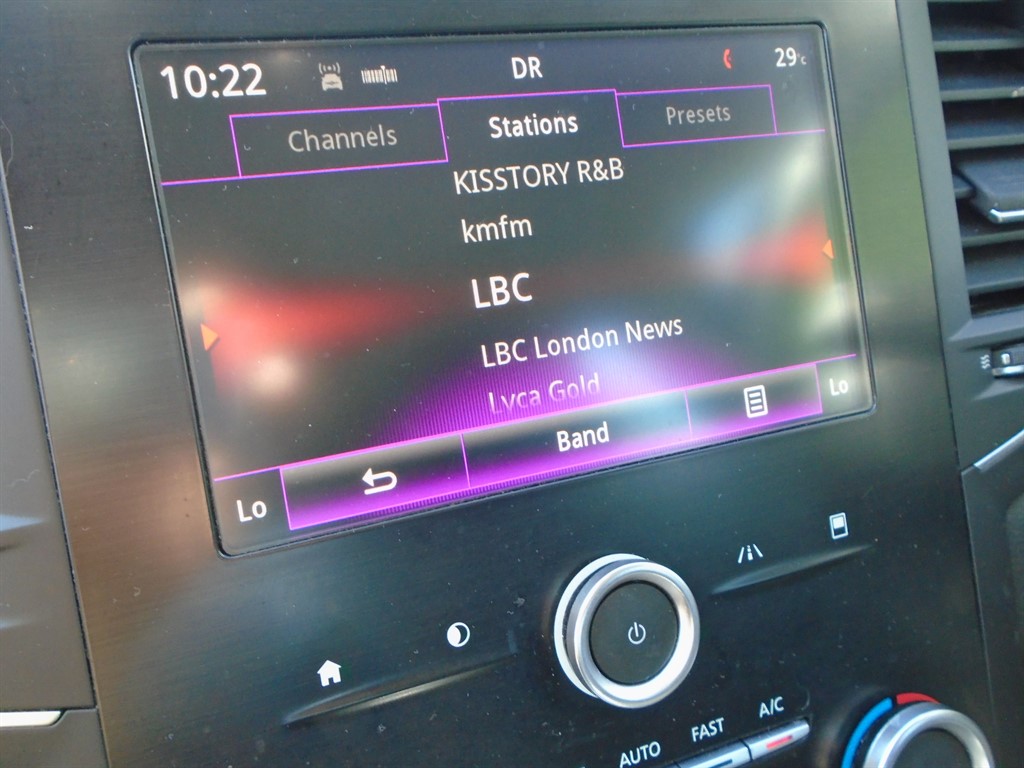 10:22 DR 29°c
Channels Stations Presets
KISSTORY R&B
kmfm
LBC
LBC London News
Lyca Gold
Lo Band Lo
AUTO FAST A/C